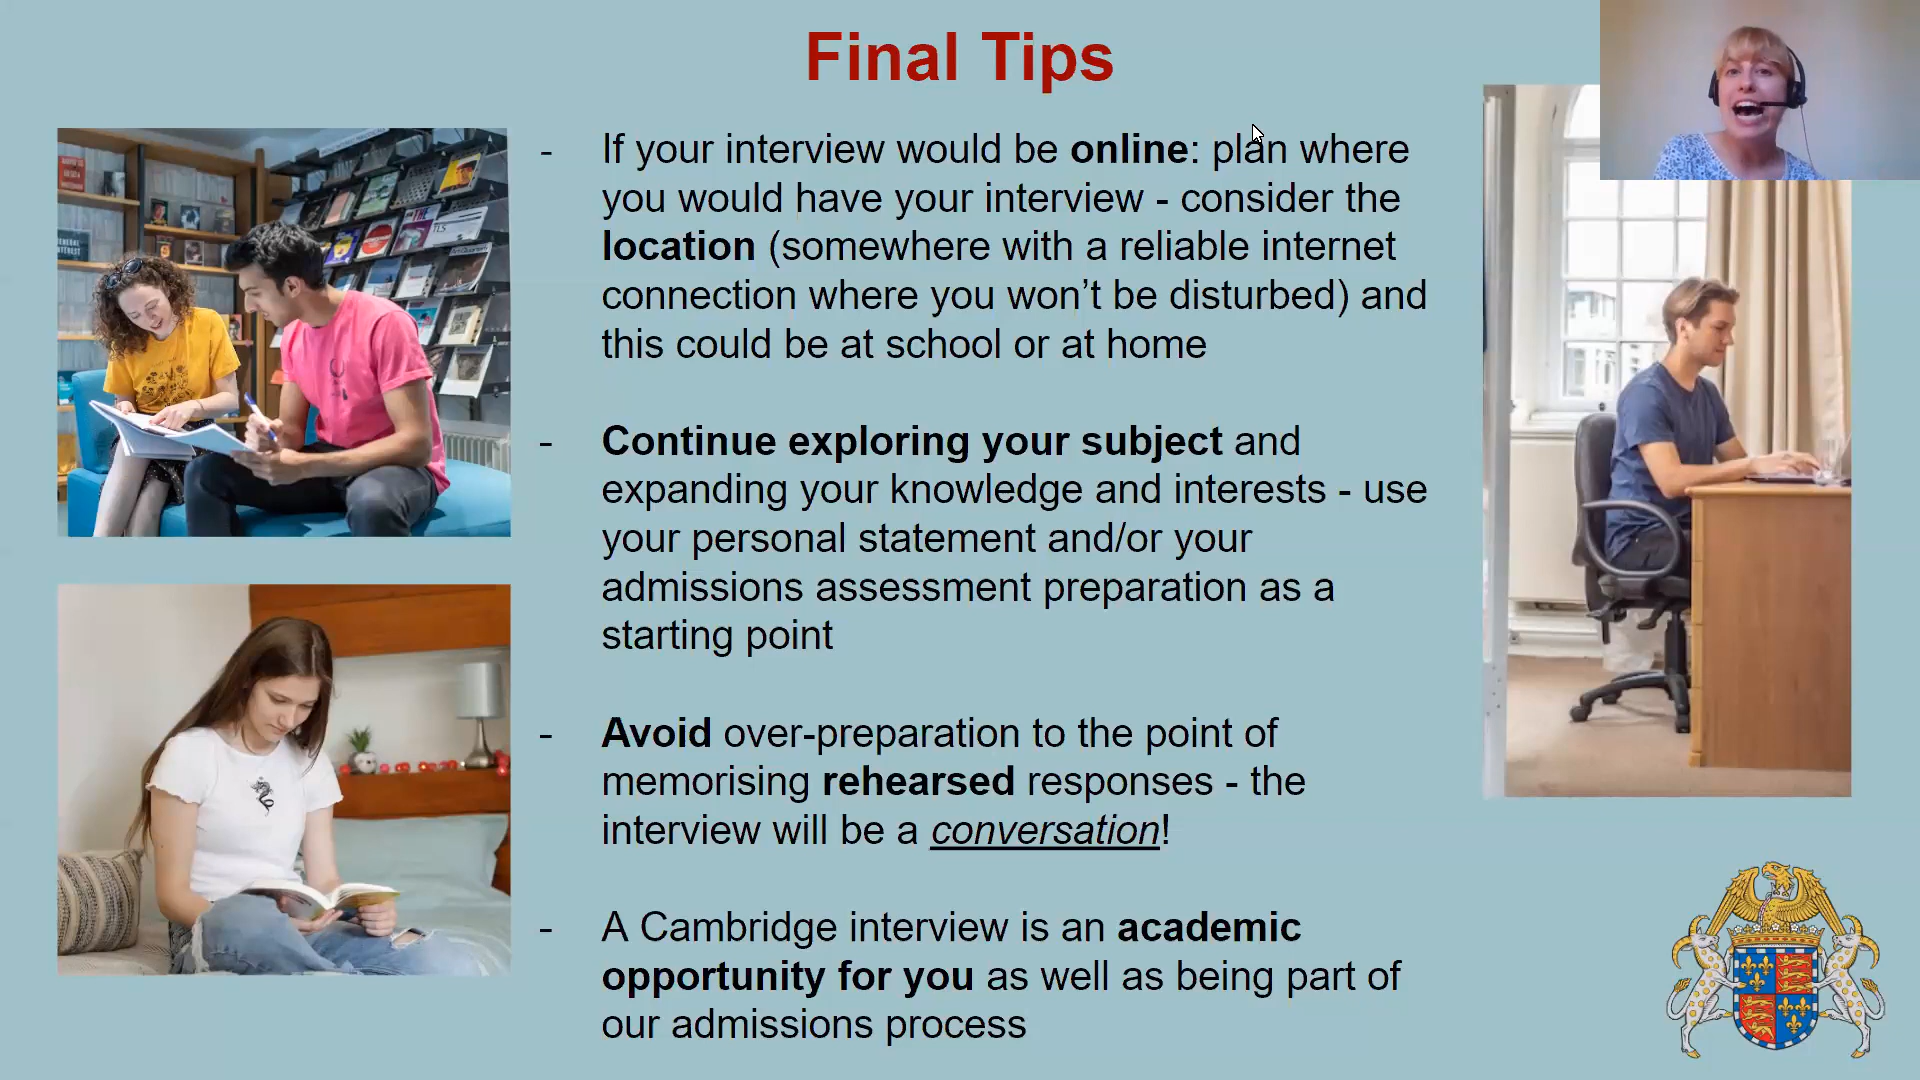 Final Tips
- If your interview would be online: plan where
you would have your interview - consider the
location (somewhere with a reliable internet
connection where you won’t be disturbed) and
this could be at school or at home
- Continue exploring your subject and
expanding your knowledge and interests - use
your personal statement and/or your
admissions assessment preparation as a
starting point
- Avoid over-preparation to the point of
memorising rehearsed responses - the
interview will be a conversation!
- A Cambridge interview is an academic
opportunity for you as well as being part of
our admissions process
TLS